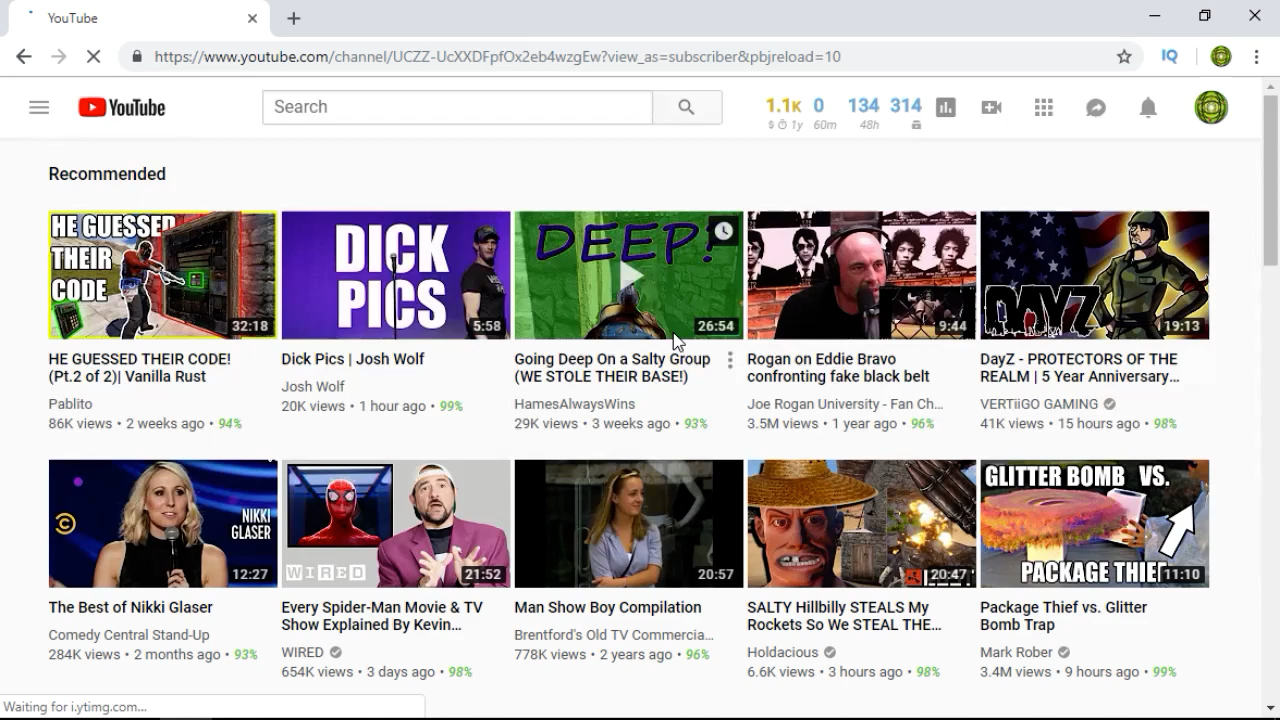 YouTube
https://www.youtube.com/channel/UCZZ-UcXXDFpfOx2eb4wzgEw?view_as=subscriber&pbjreload=10
IQ
YouTube
Search
1.1K 0 134 314
$ 1y 60m 48h
Recommended
HE GUESSED
THEIR
CODE
32:18
DICK
PICS
5:58
DEEP!
26:54
9:44
DAYZ
19:13
HE GUESSED THEIR CODE!
(Pt.2 of 2)| Vanilla Rust
Pablito
86K views • 2 weeks ago • 94%
Dick Pics | Josh Wolf
Josh Wolf
20K views • 1 hour ago • 99%
Going Deep On a Salty Group
(WE STOLE THEIR BASE!)
HamesAlwaysWins
29K views • 3 weeks ago • 93%
Rogan on Eddie Bravo
confronting fake black belt
Joe Rogan University - Fan Ch...
3.5M views • 1 year ago • 96%
DayZ - PROTECTORS OF THE
REALM | 5 Year Anniversary...
VERTiiGO GAMING
41K views • 15 hours ago • 98%
NIKKI
GLASER
12:27
WIRED
21:52
20:57
20:47
GLITTER BOMB VS.
PACKAGE THIEF
11:10
The Best of Nikki Glaser
Comedy Central Stand-Up
284K views • 2 months ago • 93%
Every Spider-Man Movie & TV
Show Explained By Kevin...
WIRED
654K views • 3 days ago • 98%
Man Show Boy Compilation
Brentford's Old TV Commercia...
778K views • 2 years ago • 96%
SALTY Hillbilly STEALS My
Rockets So We STEAL THE...
Holdacious
6.6K views • 3 hours ago • 98%
Package Thief vs. Glitter
Bomb Trap
Mark Rober
3.4M views • 9 hours ago • 99%
Waiting for i.ytimg.com...